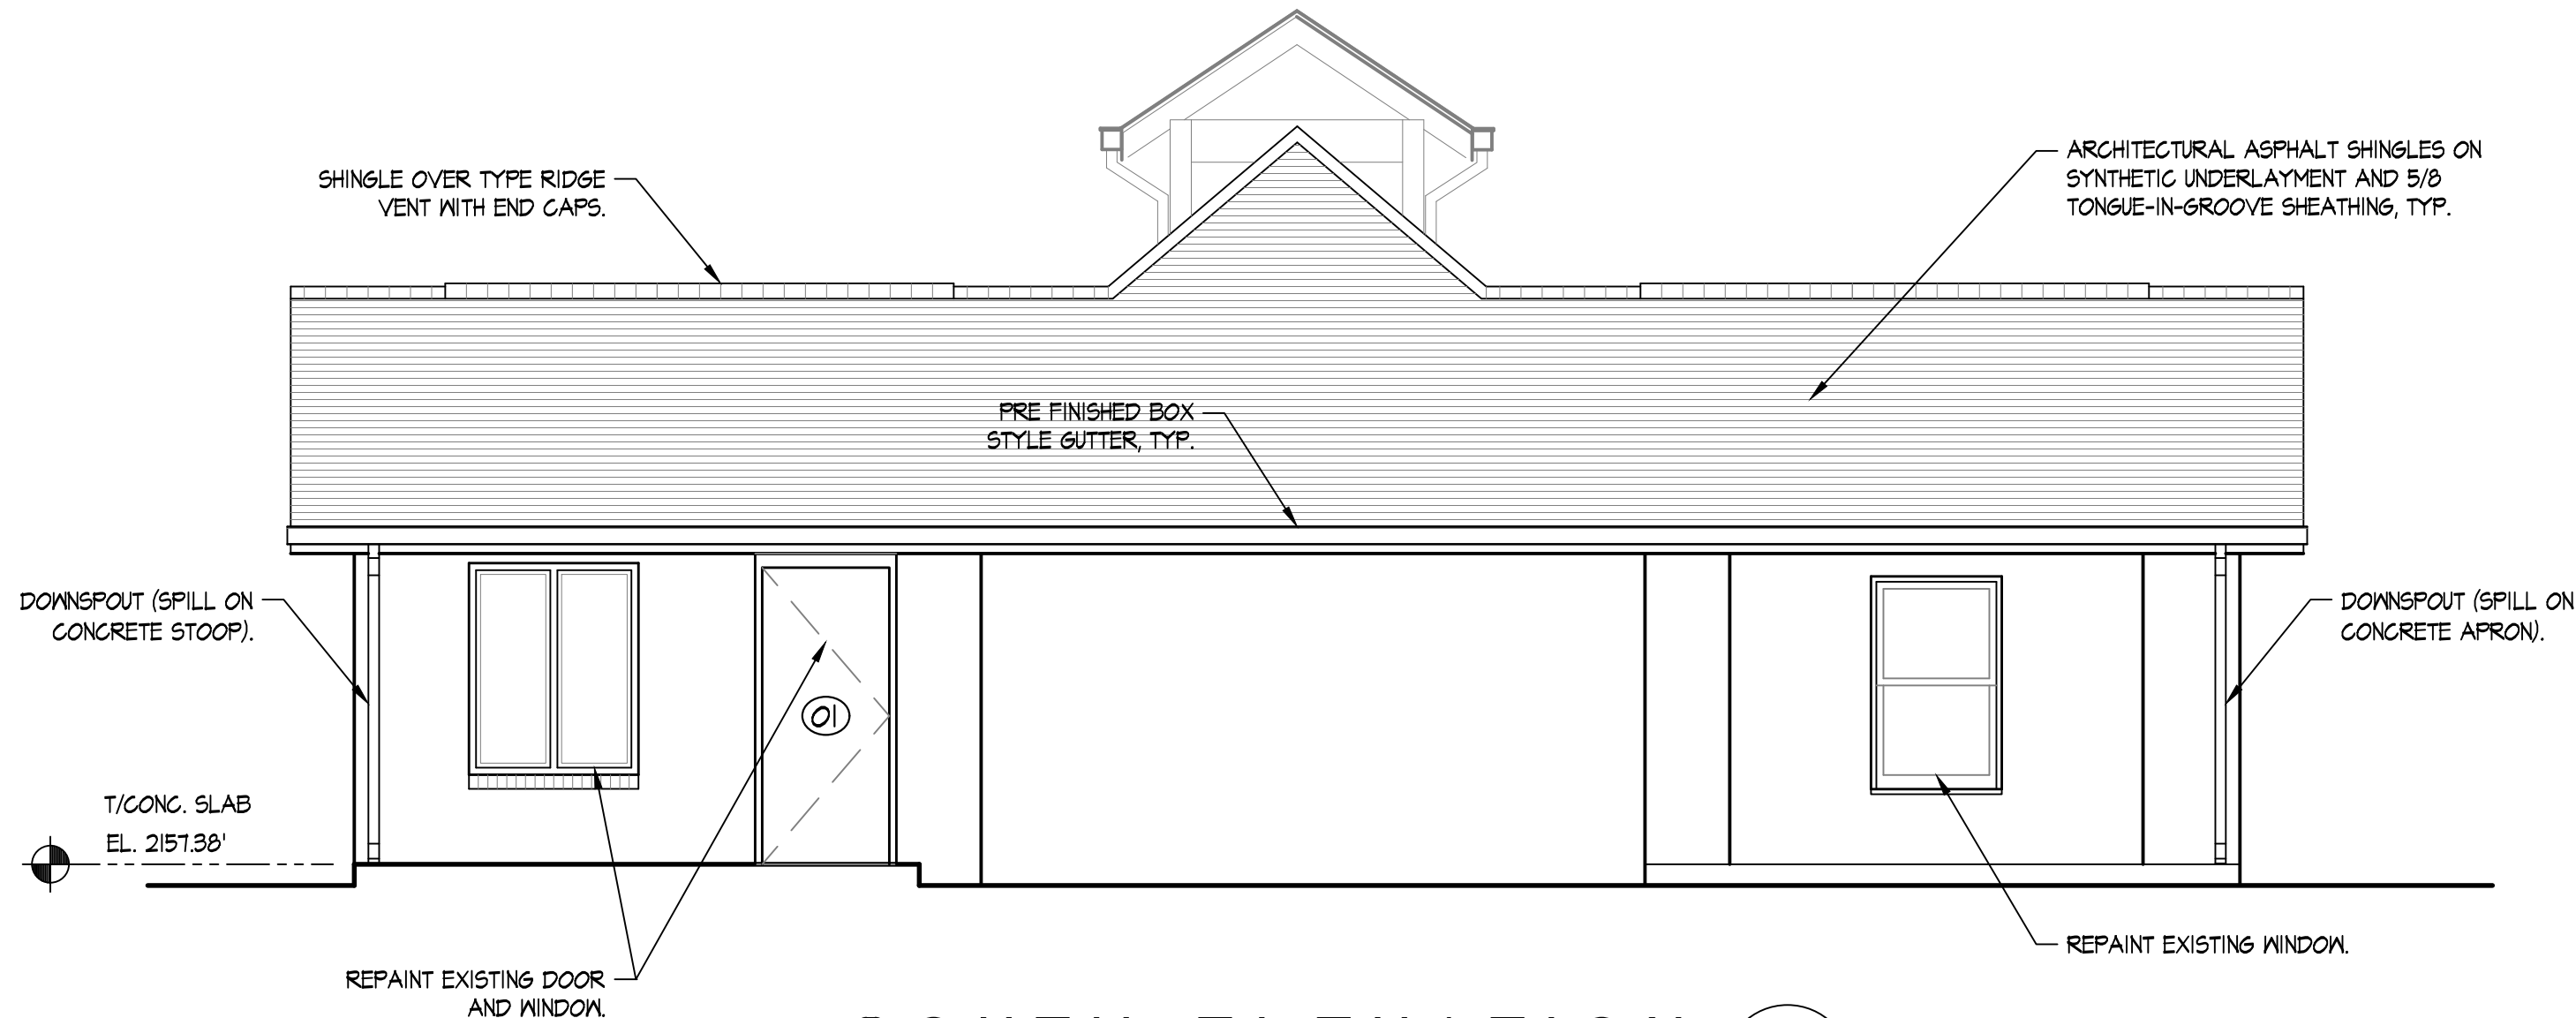 SHINGLE OVER TYPE RIDGE
VENT WITH END CAPS.
ARCHITECTURAL ASPHALT SHINGLES ON
SYNTHETIC UNDERLAYMENT AND 5/8
TONGUE-IN-GROOVE SHEATHING, TYP.
PRE FINISHED BOX
STYLE GUTTER, TYP.
DOWNSPOUT (SPILL ON
CONCRETE STOOP).
DOWNSPOUT (SPILL ON
CONCRETE APRON).
01
T/CONC. SLAB
EL. 2157.38'
REPAINT EXISTING WINDOW.
REPAINT EXISTING DOOR
AND WINDOW.